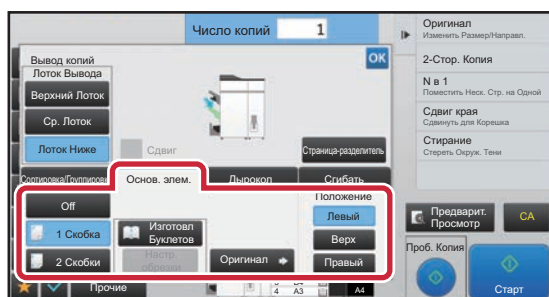 Число копий 1
Вывод копий
OK
Лоток Вывода
Верхний Лоток
Ср. Лоток
Лоток Ниже
Сдвиг
Страница-разделитель
Сортировка/Группировк
Основ. элем.
Дырокол
Сгибать
Off
1 Скобка
2 Скобки
Изготовл
Буклетов
Настр.
обрезки
Оригинал
Положение
Левый
Верх
Правый
Прочие
4 A3
A4
Оригинал
Изменить Размер/Направл.
2-Стор. Копия
N в 1
Поместить Неск. Стр. на Одной
Сдвиг края
Сдвинуть для Корешка
Стирание
Стереть Окруж. Тени
Предварит.
Просмотр
CA
Проб. Копия
Старт